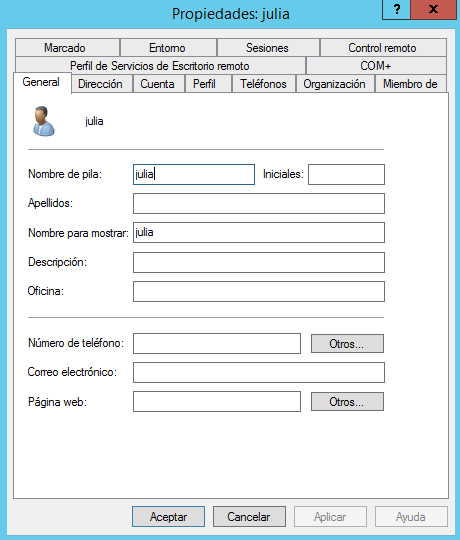 Propiedades: julia
? x
Marcado Entorno Sesiones Control remoto
Perfil de Servicios de Escritorio remoto COM+
General Dirección Cuenta Perfil Teléfonos Organización Miembro de
julia
Nombre de pila: julia Iniciales:
Apellidos:
Nombre para mostrar: julia
Descripción:
Oficina:
Número de teléfono: Otros...
Correo electrónico:
Página web: Otros...
Aceptar Cancelar Aplicar Ayuda